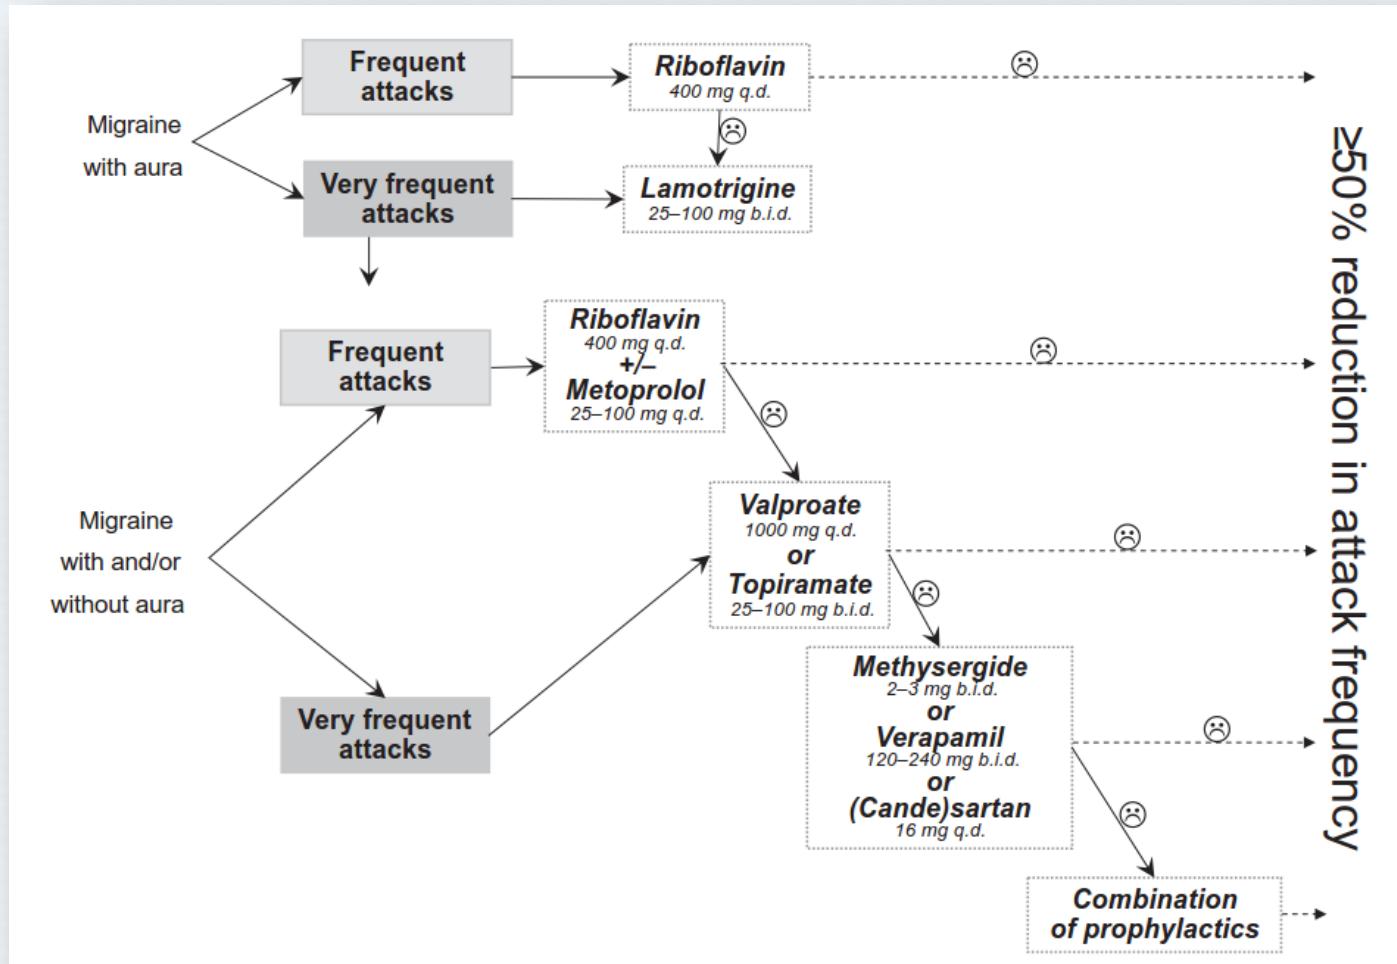 Migraine
with aura
Frequent
attacks
Riboflavin
400 mg q.d.
Very frequent
attacks
Lamotrigine
25–100 mg b.i.d.
Migraine
with and/or
without aura
Frequent
attacks
Riboflavin
400 mg q.d.
+/–
Metoprolol
25–100 mg q.d.
Valproate
1000 mg q.d.
or
Topiramate
25–100 mg b.i.d.
Very frequent
attacks
Methysergide
2–3 mg b.i.d.
or
Verapamil
120–240 mg b.i.d.
or
(Cande)sartan
16 mg q.d.
Combination
of prophylactics
≥50% reduction in attack frequency